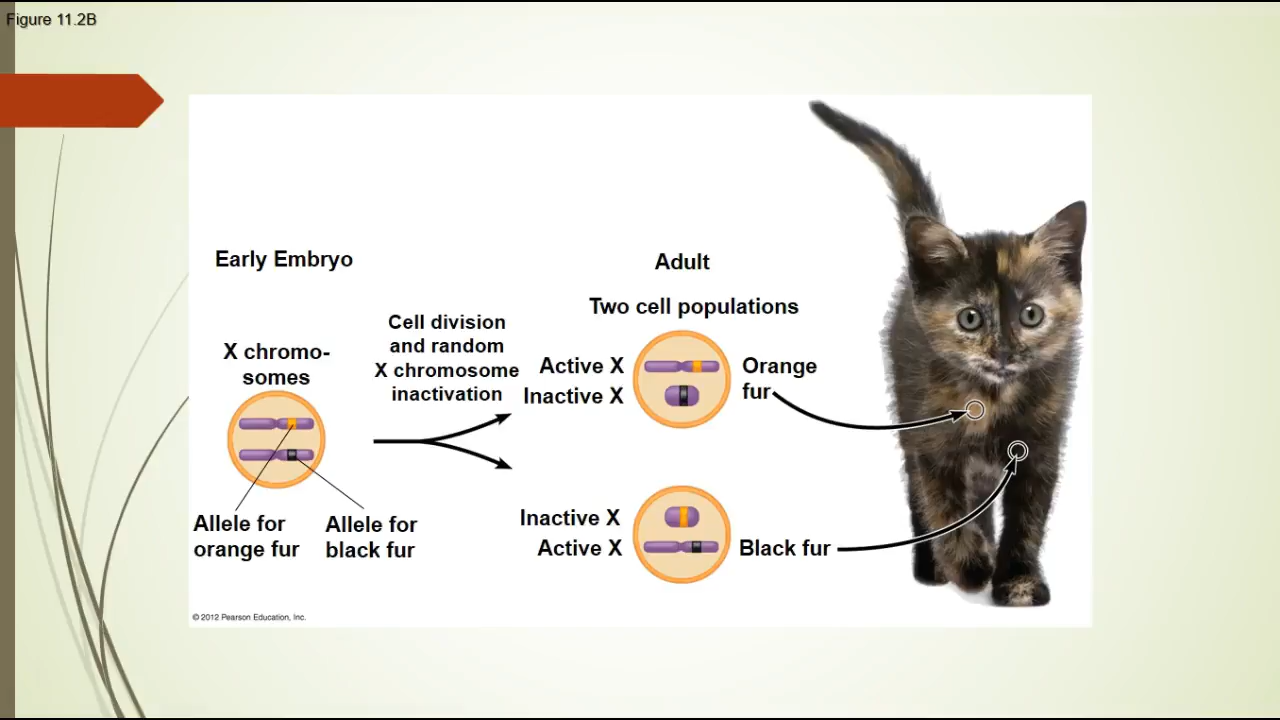 Figure 11.2B
Early Embryo
X chromo-
somes
Allele for
orange fur
Allele for
black fur
Cell division
and random
X chromosome
inactivation
Adult
Two cell populations
Active X
Inactive X
Orange
fur
Inactive X
Active X
Black fur
© 2012 Pearson Education, Inc.